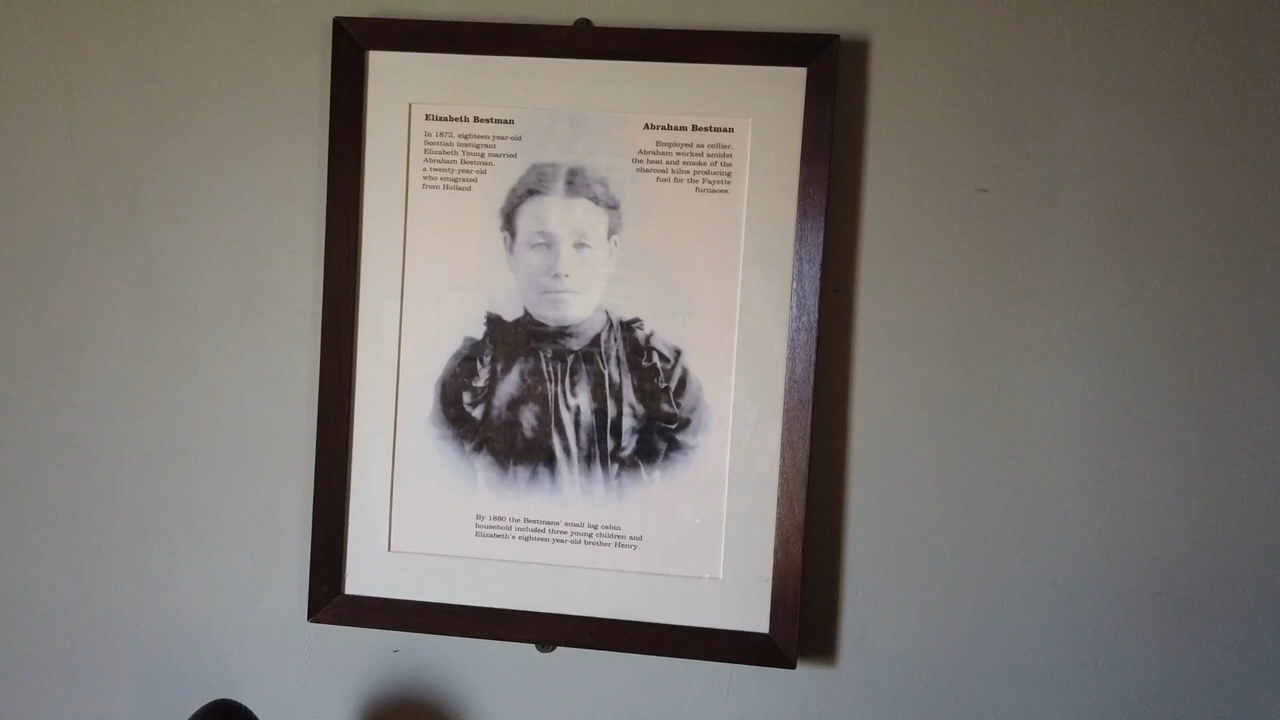 Elizabeth Bestman
In 1872, eighteen-year-old
Scottish immigrant
Elizabeth Young married
Abraham Bestman,
a twenty-year-old
who emigrated
from Holland.
Abraham Bestman
Employed as collier,
Abraham worked amidst
the heat and smoke of the
charcoal kilns producing
fuel for the Fayette
furnaces.
By 1880 the Bestmans' small log cabin
household included three young children and
Elizabeth's eighteen-year-old brother Henry.